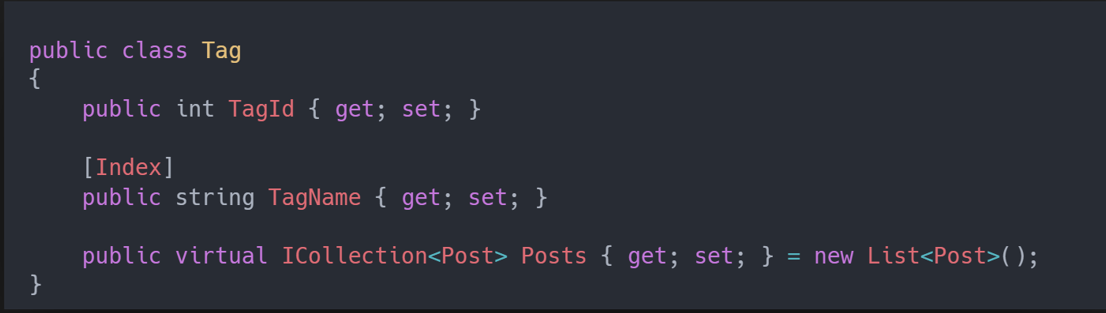 public class Tag
{
    public int TagId { get; set; }
    [Index]
    public string TagName { get; set; }
    public virtual ICollection<Post> Posts { get; set; } = new List<Post>();
}